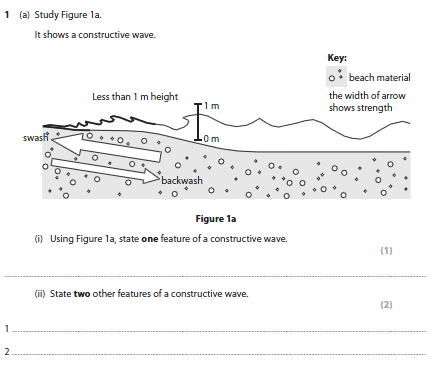 1 (a) Study Figure 1a.
It shows a constructive wave.
Key:
beach material
the width of arrow
shows strength
Less than 1 m height
1 m
0 m
swash
backwash
Figure 1a
(i) Using Figure 1a, state one feature of a constructive wave.
(1)
(ii) State two other features of a constructive wave.
(2)
1
2